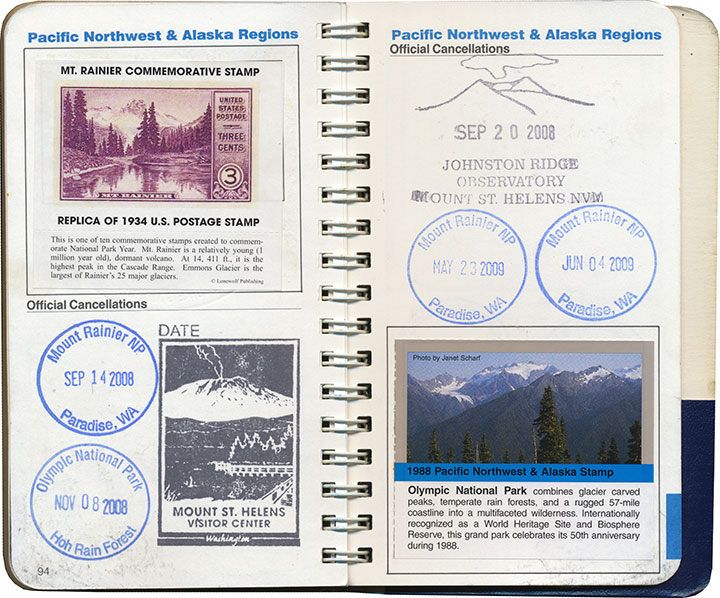 Pacific Northwest & Alaska Regions
MT. RAINIER COMMEMORATIVE STAMP
UNITED
STATES
POSTAGE
THREE
CENTS
3
MT. RAINIER
REPLICA OF 1934 U.S. POSTAGE STAMP
This is one of ten commemorative stamps created to commem-
orate National Park Year. Mt. Rainier is a relatively young (1
million year old), dormant volcano. At 14, 411 ft., it is the
highest peak in the Cascade Range. Emmons Glacier is the
largest of Rainier's 25 major glaciers.
© Lonewolf Publishing
Official Cancellations
Mount Rainier NP
SEP 14 2008
Paradise, WA
DATE
MOUNT ST. HELENS
VISITOR CENTER
Washington
Olympic National Park
NOV 08 2008
Hoh Rain Forest
94
Pacific Northwest & Alaska Regions
Official Cancellations
SEP 20 2008
JOHNSTON RIDGE
OBSERVATORY
MOUNT ST. HELENS NVM
Mount Rainier NP
MAY 23 2009
Paradise, WA
Mount Rainier NP
JUN 04 2009
Paradise, WA
Photo by Janet Scharf
1988 Pacific Northwest & Alaska Stamp
Olympic National Park combines glacier carved
peaks, temperate rain forests, and a rugged 57-mile
coastline into a multifaceted wilderness. Internationally
recognized as a World Heritage Site and Biosphere
Reserve, this grand park celebrates its 50th anniversary
during 1988.